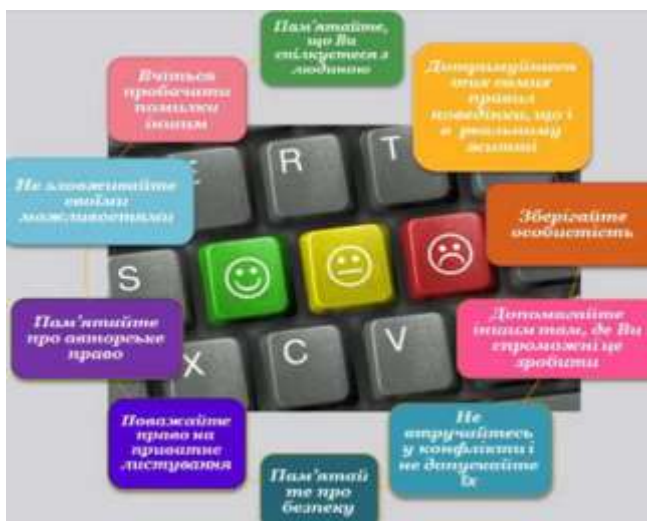 Пам'ятайте,
що Ви
спілкуєтеся з
людиною
Дотримуйтеся
тих самих
правил
поведінки, що і
в реальному
житті
Зберігайте
особистість
Допомагайте
іншим там, де Ви
спроможні це
зробити
Не
втручайтесь
у конфлікти і
не допускайте
їх
Пам'ятай
те про
безпеку
Поважайте
право на
приватне
листування
Пам'ятайте
про авторське
право
Не зловживайте
своїми
можливостями
Вчіться
пробачати
помилки
іншим
E R T
S
X C V